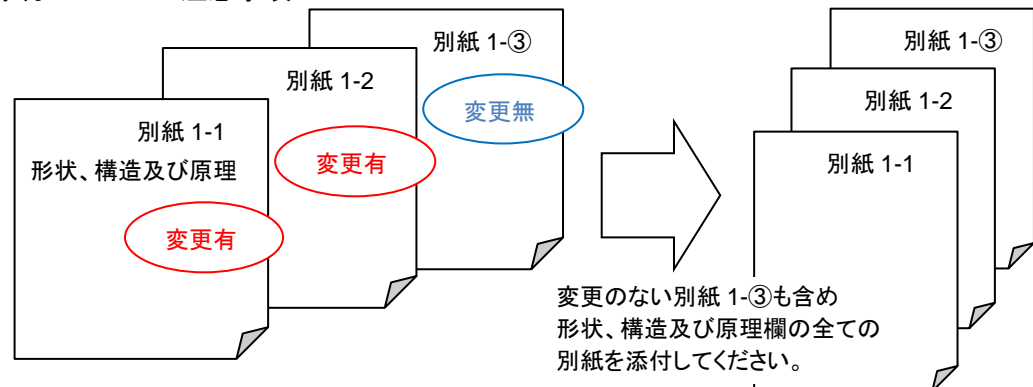 別紙 1-③
別紙 1-2
変更無
別紙 1-1
形状、構造及び原理
変更有
変更有
別紙 1-③
別紙 1-2
別紙 1-1
変更のない別紙 1-③も含め
形状、構造及び原理欄の全ての
別紙を添付してください。